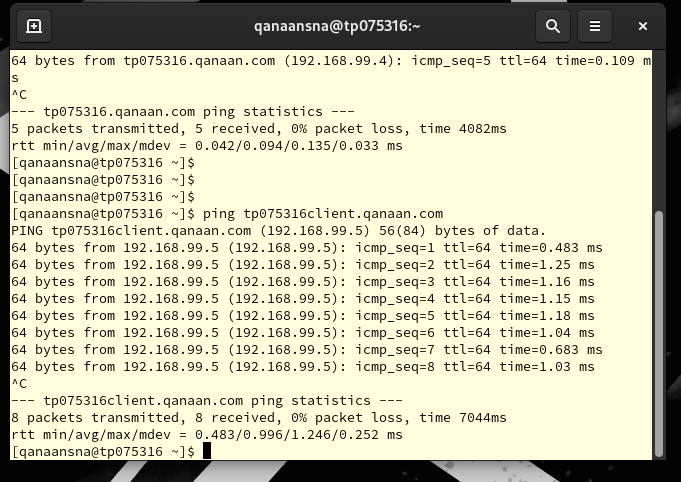 qanaansna@tp075316:~
64 bytes from tp075316.qanaan.com (192.168.99.4): icmp_seq=5 ttl=64 time=0.109 m
s
^C
--- tp075316.qanaan.com ping statistics ---
5 packets transmitted, 5 received, 0% packet loss, time 4082ms
rtt min/avg/max/mdev = 0.042/0.094/0.135/0.033 ms
[qanaansna@tp075316 ~]$
[qanaansna@tp075316 ~]$
[qanaansna@tp075316 ~]$
[qanaansna@tp075316 ~]$ ping tp075316client.qanaan.com
PING tp075316client.qanaan.com (192.168.99.5) 56(84) bytes of data.
64 bytes from 192.168.99.5 (192.168.99.5): icmp_seq=1 ttl=64 time=0.483 ms
64 bytes from 192.168.99.5 (192.168.99.5): icmp_seq=2 ttl=64 time=1.25 ms
64 bytes from 192.168.99.5 (192.168.99.5): icmp_seq=3 ttl=64 time=1.16 ms
64 bytes from 192.168.99.5 (192.168.99.5): icmp_seq=4 ttl=64 time=1.15 ms
64 bytes from 192.168.99.5 (192.168.99.5): icmp_seq=5 ttl=64 time=1.18 ms
64 bytes from 192.168.99.5 (192.168.99.5): icmp_seq=6 ttl=64 time=1.04 ms
64 bytes from 192.168.99.5 (192.168.99.5): icmp_seq=7 ttl=64 time=0.683 ms
64 bytes from 192.168.99.5 (192.168.99.5): icmp_seq=8 ttl=64 time=1.03 ms
^C
--- tp075316client.qanaan.com ping statistics ---
8 packets transmitted, 8 received, 0% packet loss, time 7044ms
rtt min/avg/max/mdev = 0.483/0.996/1.246/0.252 ms
[qanaansna@tp075316 ~]$